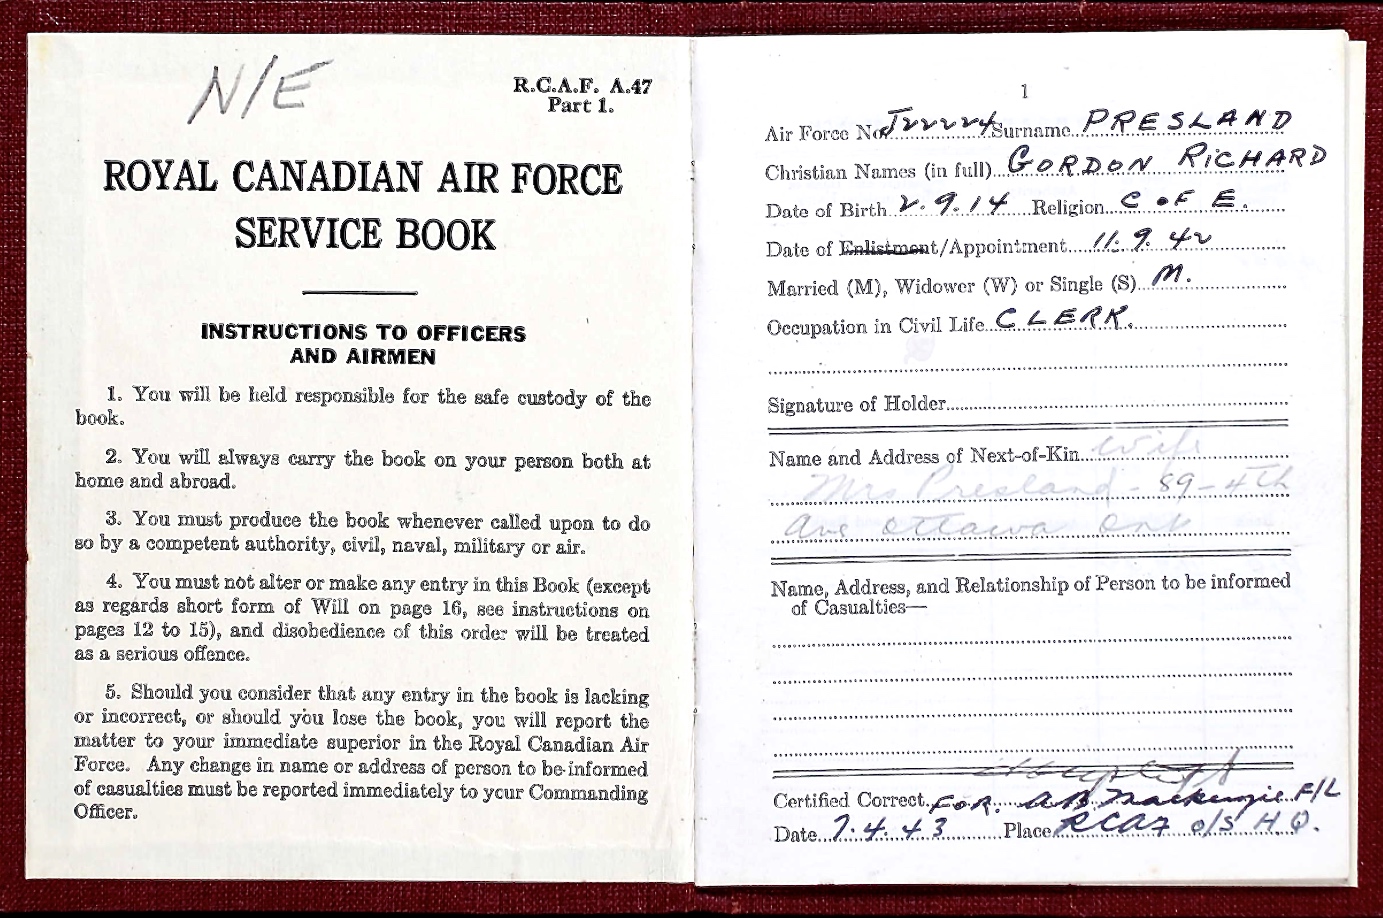 N/E
R.C.A.F. A.47
Part 1.
ROYAL CANADIAN AIR FORCE
SERVICE BOOK
INSTRUCTIONS TO OFFICERS
AND AIRMEN
1. You will be held responsible for the safe custody of the
book.
2. You will always carry the book on your person both at
home and abroad.
3. You must produce the book whenever called upon to do
so by a competent authority, civil, naval, military or air.
4. You must not alter or make any entry in this Book (except
as regards short form of Will on page 16, see instructions on
pages 12 to 15), and disobedience of this order will be treated
as a serious offence.
5. Should you consider that any entry in the book is lacking
or incorrect, or should you lose the book, you will report the
matter to your immediate superior in the Royal Canadian Air
Force. Any change in name or address of person to be informed
of casualties must be reported immediately to your Commanding
Officer.
1
Air Force No. J22224 Surname PRESLAND
Christian Names (in full) GORDON RICHARD
Date of Birth 2.9.14 Religion C of E.
Date of Enlistment/Appointment 11.9.42
Married (M), Widower (W) or Single (S) M.
Occupation in Civil Life CLERK.
Signature of Holder
Name and Address of Next-of-Kin Wife
Mrs Presland - 89-4th
Ave Ottawa Ont
Name, Address, and Relationship of Person to be informed
of Casualties—
Certified Correct FOR. AB Mackenzie F/L
Date 7.4.43 Place RCAF O/S H.Q.